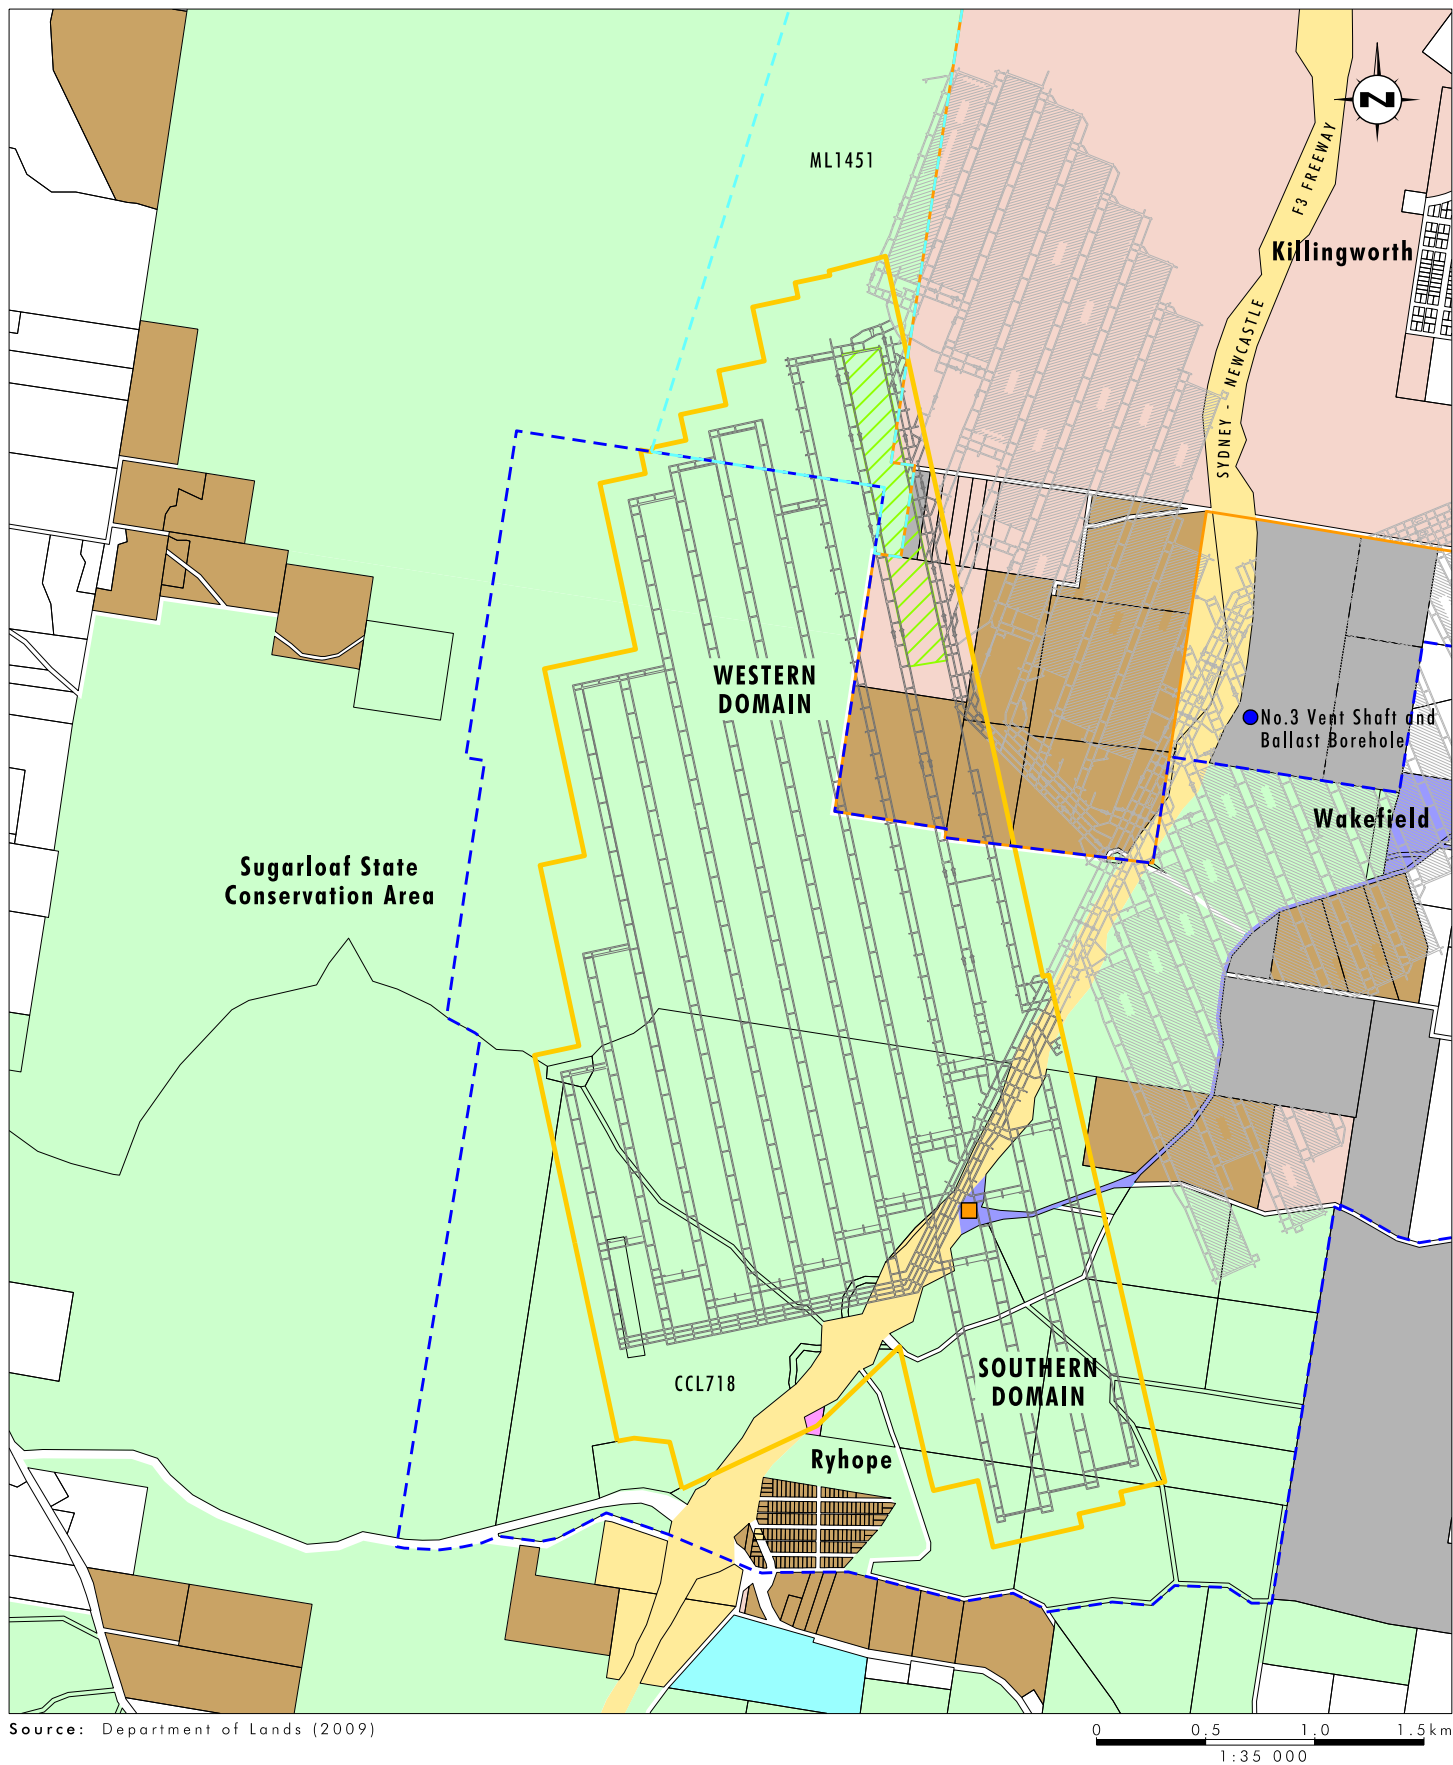 N
ML1451
F3 FREEWAY
Killingworth
SYDNEY - NEWCASTLE
WESTERN
DOMAIN
No.3 Vent Shaft and
Ballast Borehole
Wakefield
Sugarloaf State
Conservation Area
SOUTHERN
DOMAIN
CCL718
Ryhope
Source: Department of Lands (2009)
0 0.5 1.0 1.5km
1:35 000